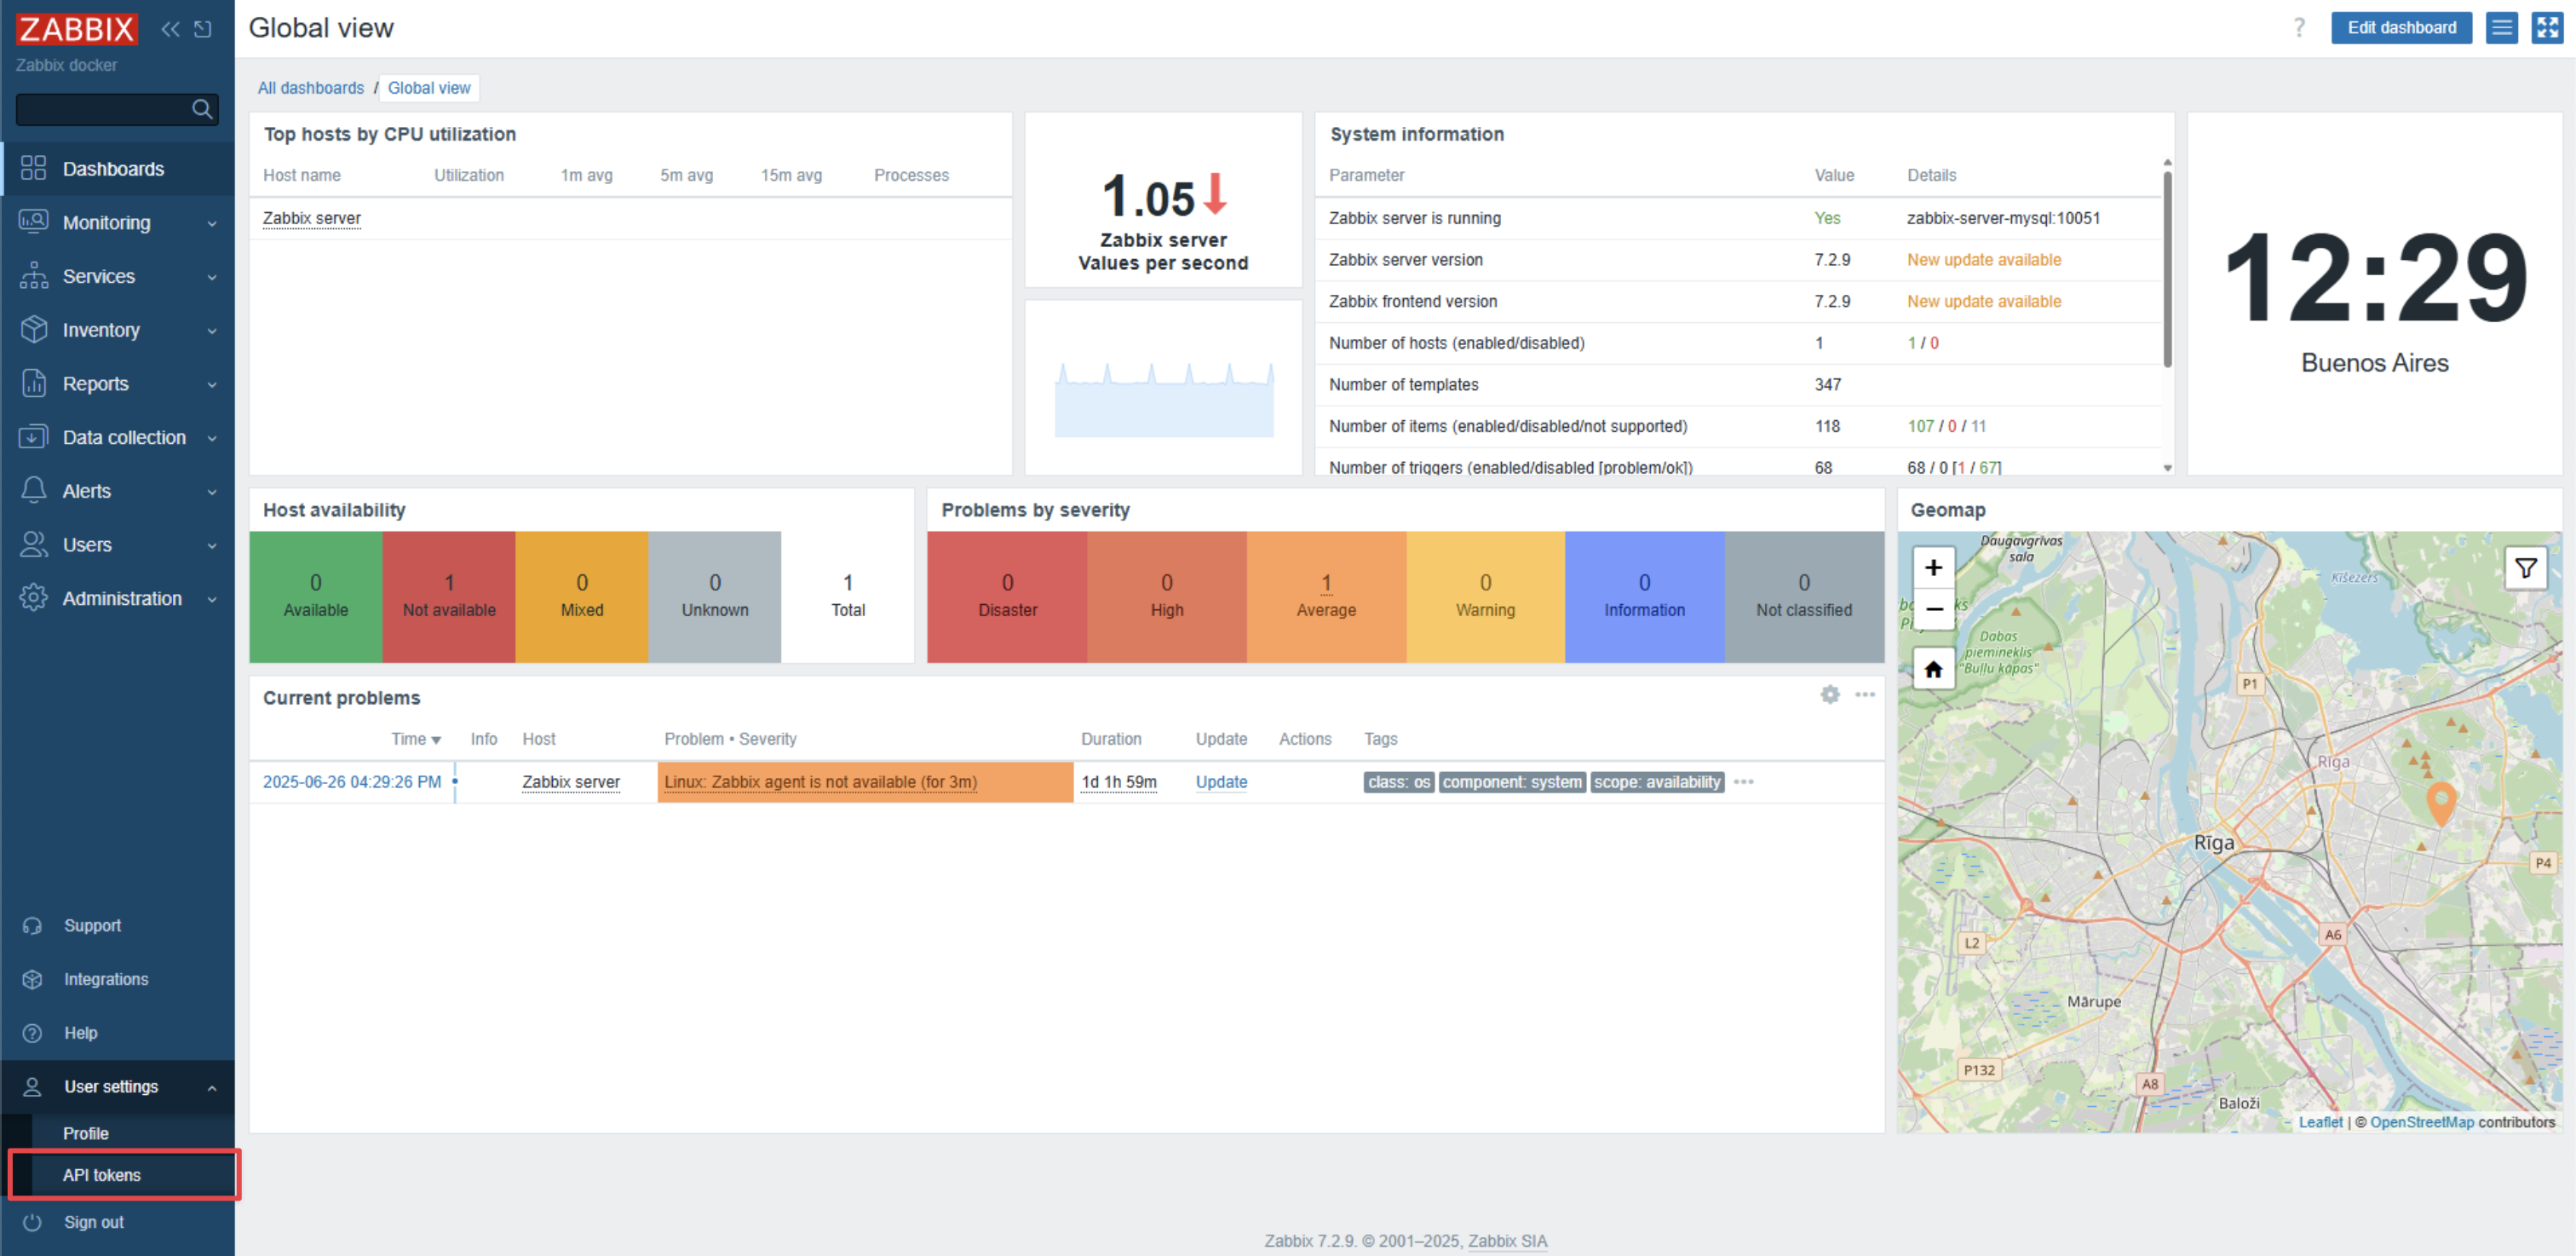 ZABBIX
Zabbix docker
Dashboards
Monitoring
Services
Inventory
Reports
Data collection
Alerts
Users
Administration
Support
Integrations
Help
User settings
Profile
API tokens
Sign out
Global view
? Edit dashboard
All dashboards / Global view
Top hosts by CPU utilization
Host name Utilization 1m avg 5m avg 15m avg Processes
Zabbix server
1.05
Zabbix server
Values per second
System information
Parameter Value Details
Zabbix server is running Yes zabbix-server-mysql:10051
Zabbix server version 7.2.9 New update available
Zabbix frontend version 7.2.9 New update available
Number of hosts (enabled/disabled) 1 1 / 0
Number of templates 347
Number of items (enabled/disabled/not supported) 118 107 / 0 / 11
Number of triggers (enabled/disabled [problem/ok]) 68 68 / 0 [1 / 67]
12:29
Buenos Aires
Host availability
0 1 0 0 1
Available Not available Mixed Unknown Total
Problems by severity
0 0 1 0 0 0
Disaster High Average Warning Information Not classified
Current problems
Time Info Host Problem • Severity Duration Update Actions Tags
2025-06-26 04:29:26 PM Zabbix server Linux: Zabbix agent is not available (for 3m) 1d 1h 59m Update class: os component: system scope: availability
Geomap
+
−
Daugavgrīvas
sala
Ķīšezers
Dabas
piemineklis
"Buļļu kāpas"
P1
Rīga
Rīga
P4
A6
L2
Mārupe
P132
A8
Baloži
Leaflet | © OpenStreetMap contributors
Zabbix 7.2.9. © 2001–2025, Zabbix SIA